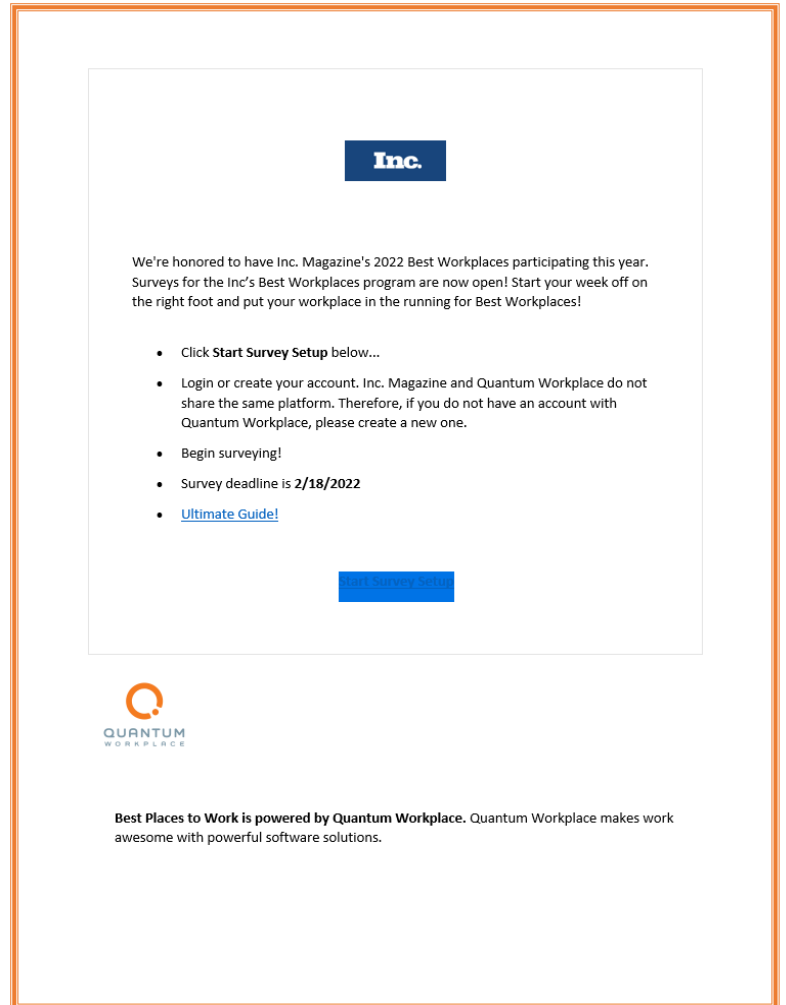 Inc.
We're honored to have Inc. Magazine's 2022 Best Workplaces participating this year.
Surveys for the Inc’s Best Workplaces program are now open! Start your week off on
the right foot and put your workplace in the running for Best Workplaces!
• Click Start Survey Setup below...
• Login or create your account. Inc. Magazine and Quantum Workplace do not
share the same platform. Therefore, if you do not have an account with
Quantum Workplace, please create a new one.
• Begin surveying!
• Survey deadline is 2/18/2022
• Ultimate Guide!
Start Survey Setup
QUANTUM
WORKPLACE
Best Places to Work is powered by Quantum Workplace. Quantum Workplace makes work
awesome with powerful software solutions.